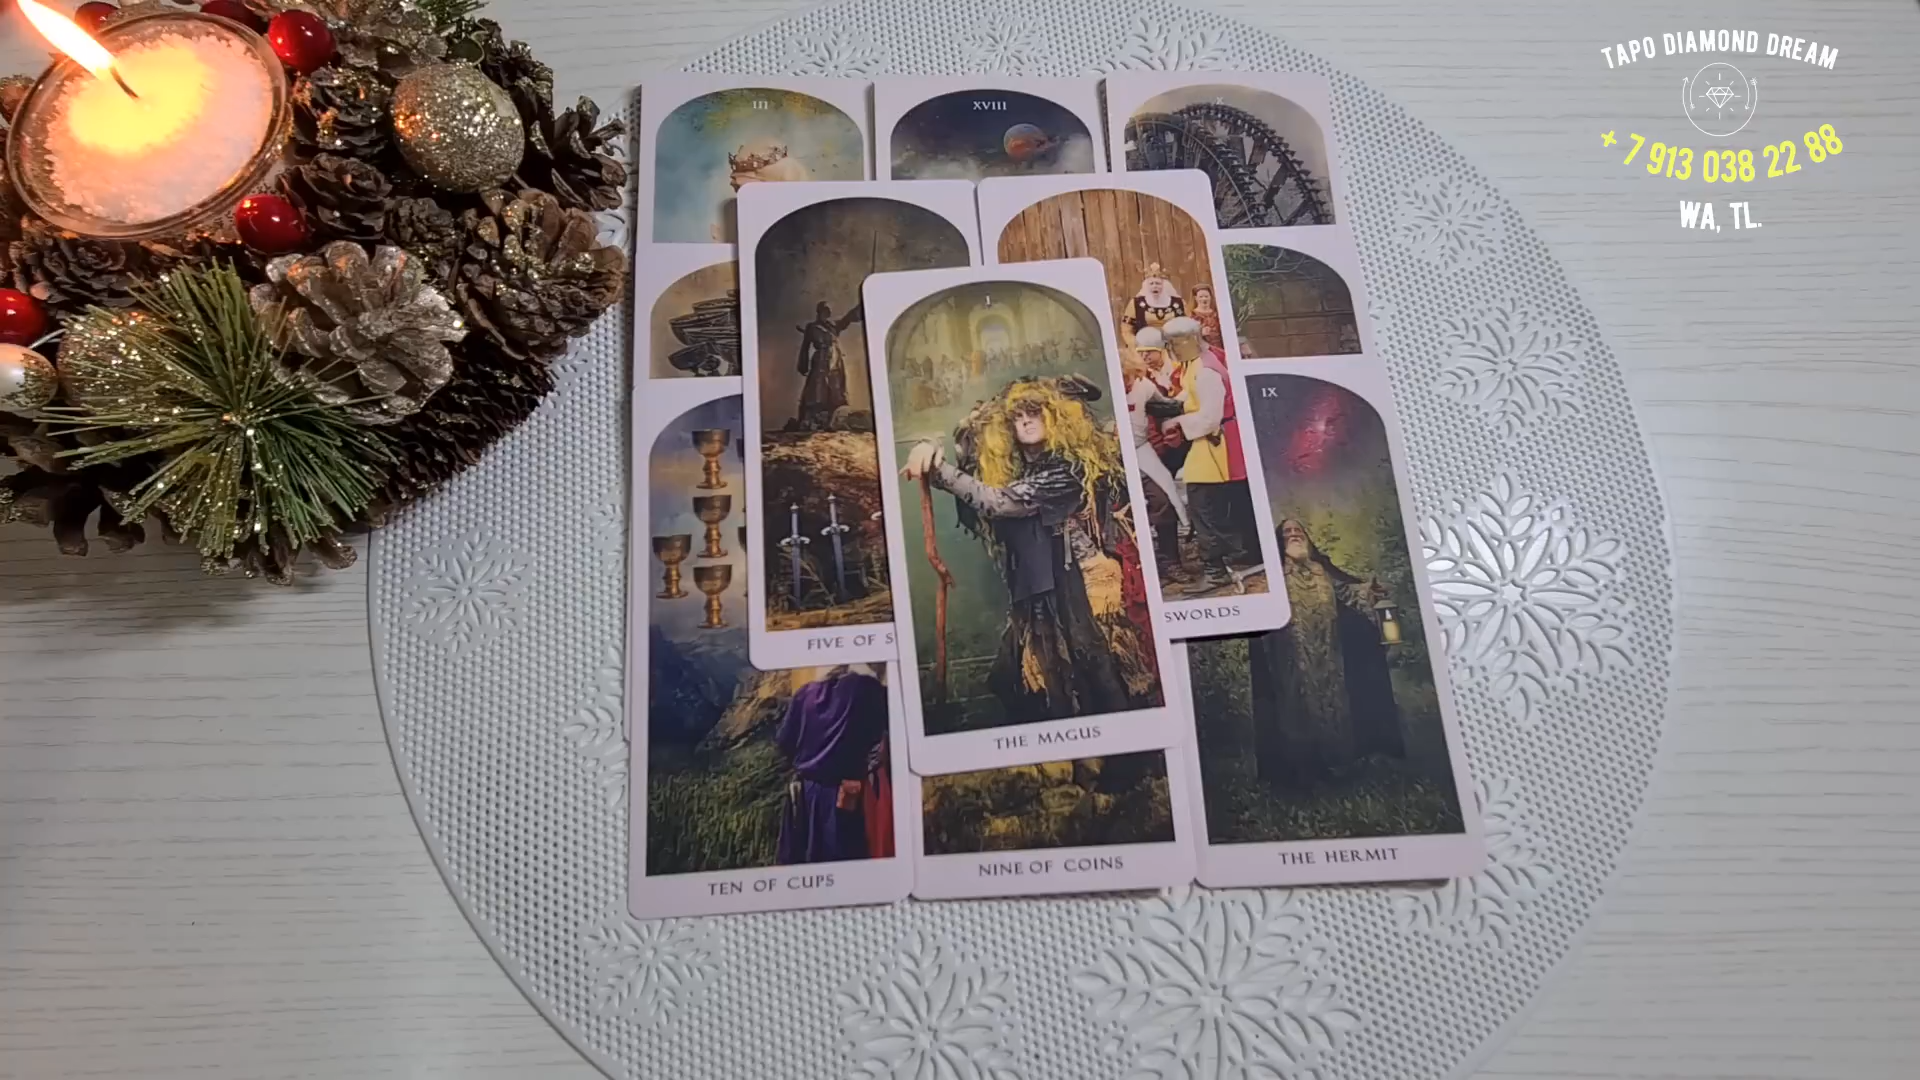 TAPO DIAMOND DREAM
+ 7 913 038 22 88
WA, TL.
III
XVIII
X
I
IX
FIVE OF S
SWORDS
THE MAGUS
TEN OF CUPS
NINE OF COINS
THE HERMIT